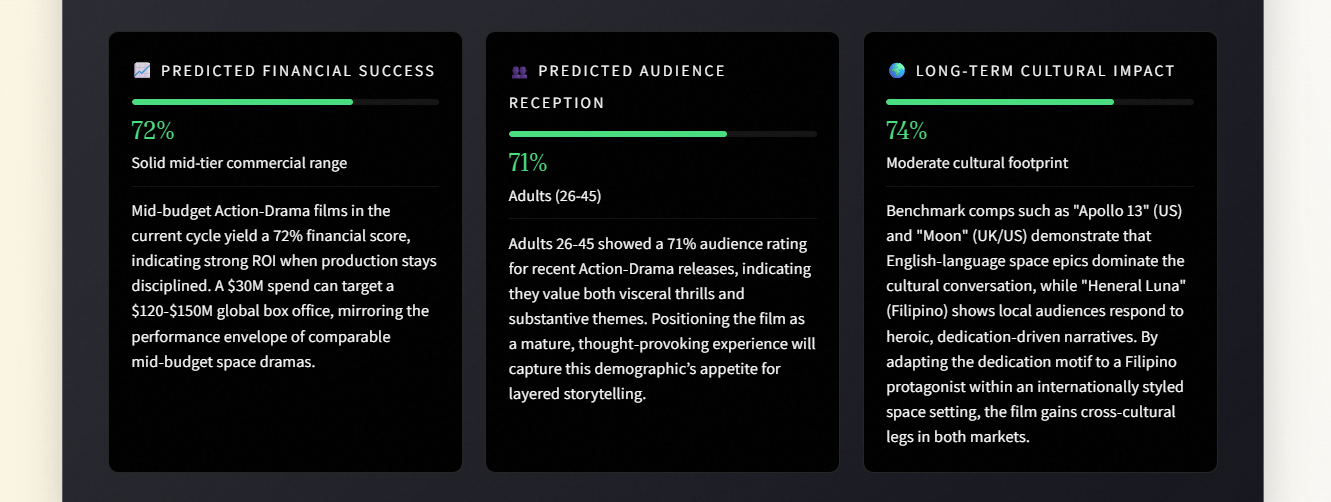 PREDICTED FINANCIAL SUCCESS
72%
Solid mid-tier commercial range
Mid-budget Action-Drama films in the
current cycle yield a 72% financial score,
indicating strong ROI when production stays
disciplined. A $30M spend can target a
$120-$150M global box office, mirroring the
performance envelope of comparable
mid-budget space dramas.
PREDICTED AUDIENCE
RECEPTION
71%
Adults (26-45)
Adults 26-45 showed a 71% audience rating
for recent Action-Drama releases, indicating
they value both visceral thrills and
substantive themes. Positioning the film as
a mature, thought-provoking experience will
capture this demographic’s appetite for
layered storytelling.
LONG-TERM CULTURAL IMPACT
74%
Moderate cultural footprint
Benchmark comps such as "Apollo 13" (US)
and "Moon" (UK/US) demonstrate that
English-language space epics dominate the
cultural conversation, while "Heneral Luna"
(Filipino) shows local audiences respond to
heroic, dedication-driven narratives. By
adapting the dedication motif to a Filipino
protagonist within an internationally styled
space setting, the film gains cross-cultural
legs in both markets.